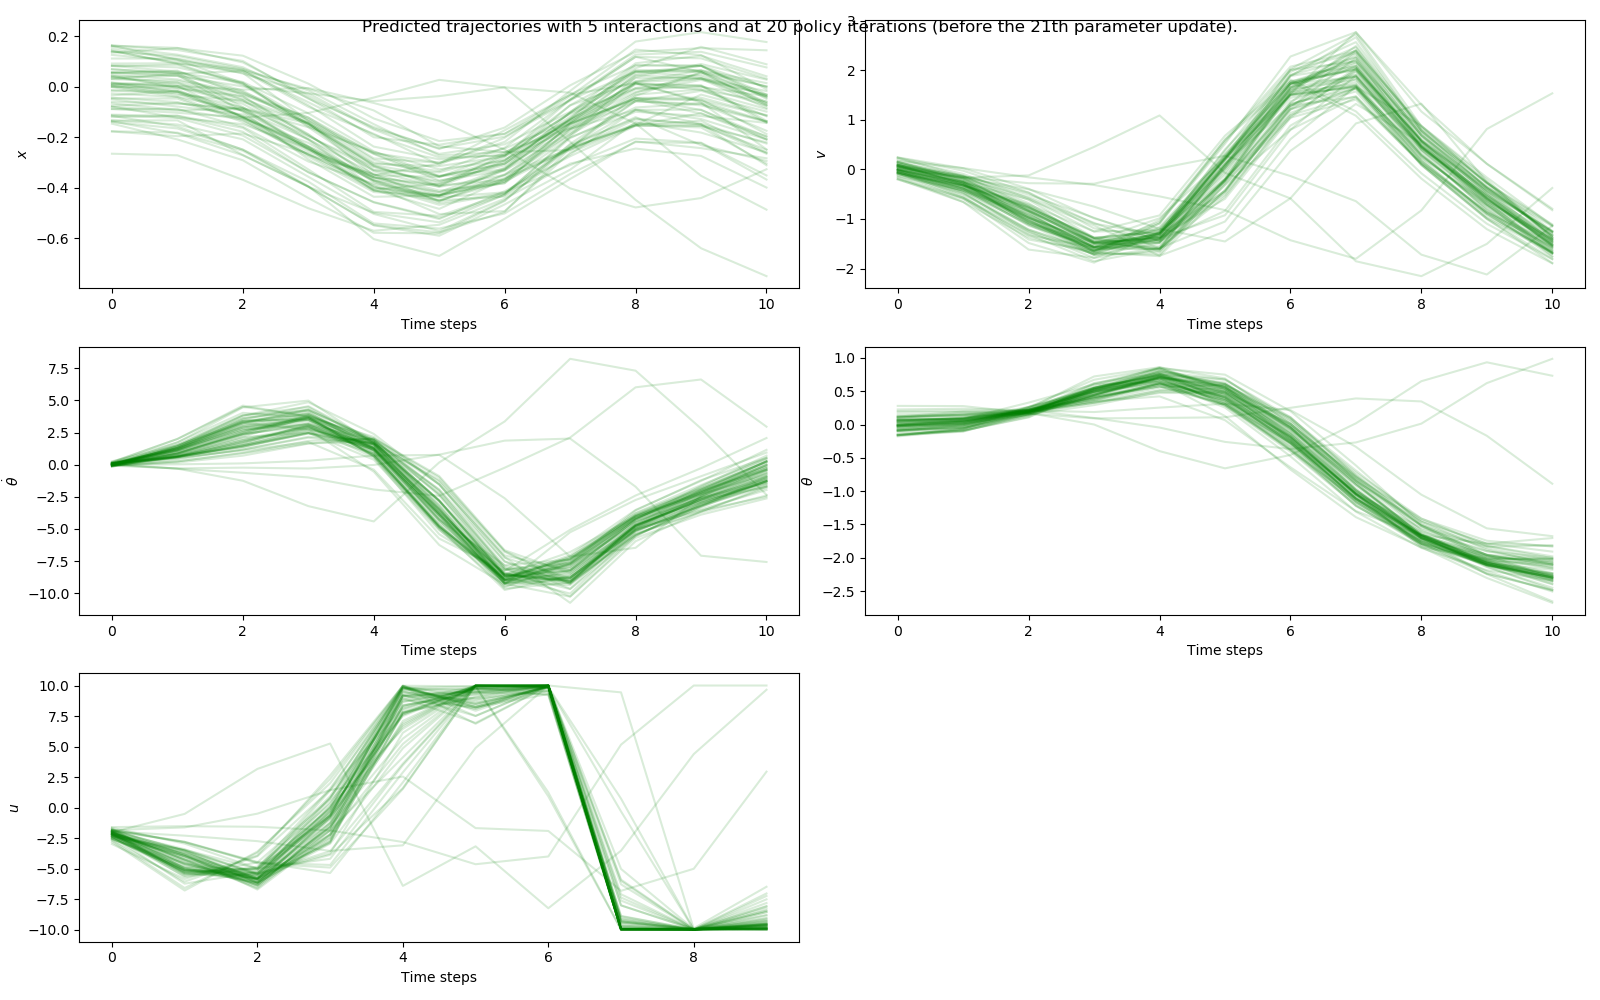 Predicted trajectories with 5 interactions and at 20 policy iterations (before the 21th parameter update).
0.2
0.0
−0.2
−0.4
−0.6
x
0 2 4 6 8 10
Time steps
3
2
1
0
−1
−2
v
0 2 4 6 8 10
Time steps
7.5
5.0
2.5
0.0
−2.5
−5.0
−7.5
−10.0
θ̇
0 2 4 6 8 10
Time steps
1.0
0.5
0.0
−0.5
−1.0
−1.5
−2.0
−2.5
θ
0 2 4 6 8 10
Time steps
10.0
7.5
5.0
2.5
0.0
−2.5
−5.0
−7.5
−10.0
u
0 2 4 6 8
Time steps